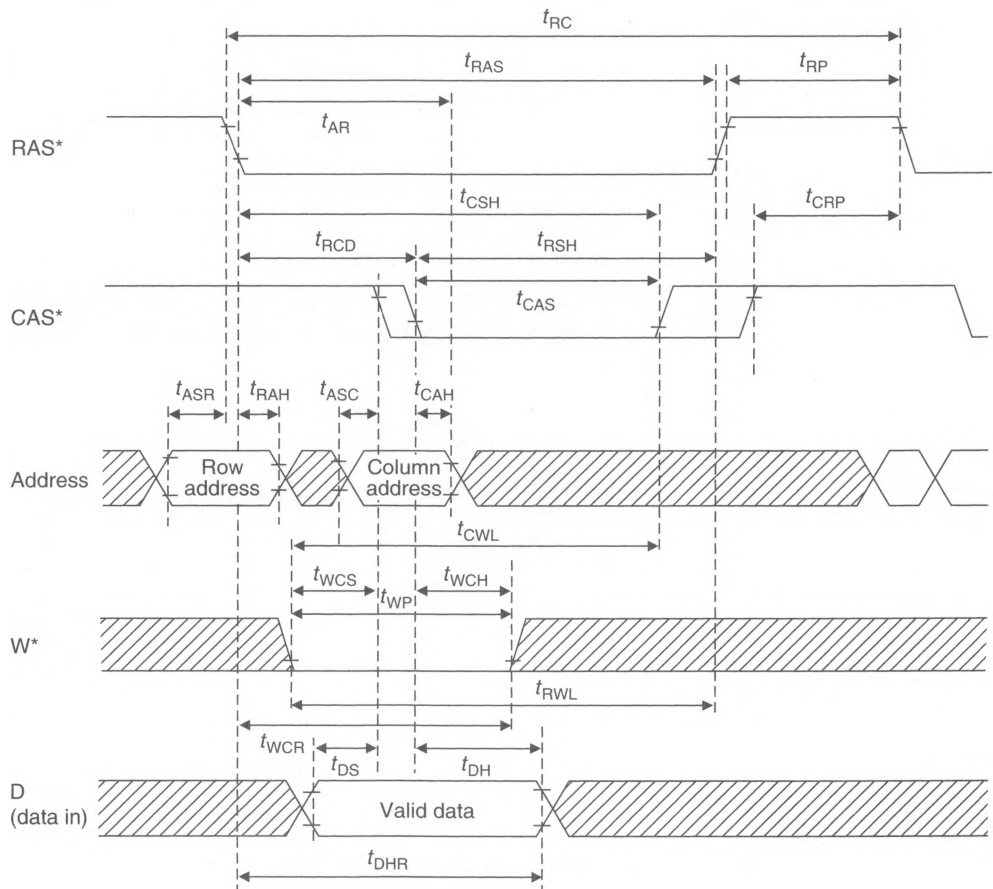 tRC
tRAS
tRP
tAR
RAS*
tCSH
tCRP
tRCD
tRSH
tCAS
CAS*
tASR
tRAH
tASC
tCAH
Address
Row
address
Column
address
tCWL
tWCS
tWCH
tWP
W*
tRWL
tWCR
tDS
tDH
D
(data in)
Valid data
tDHR